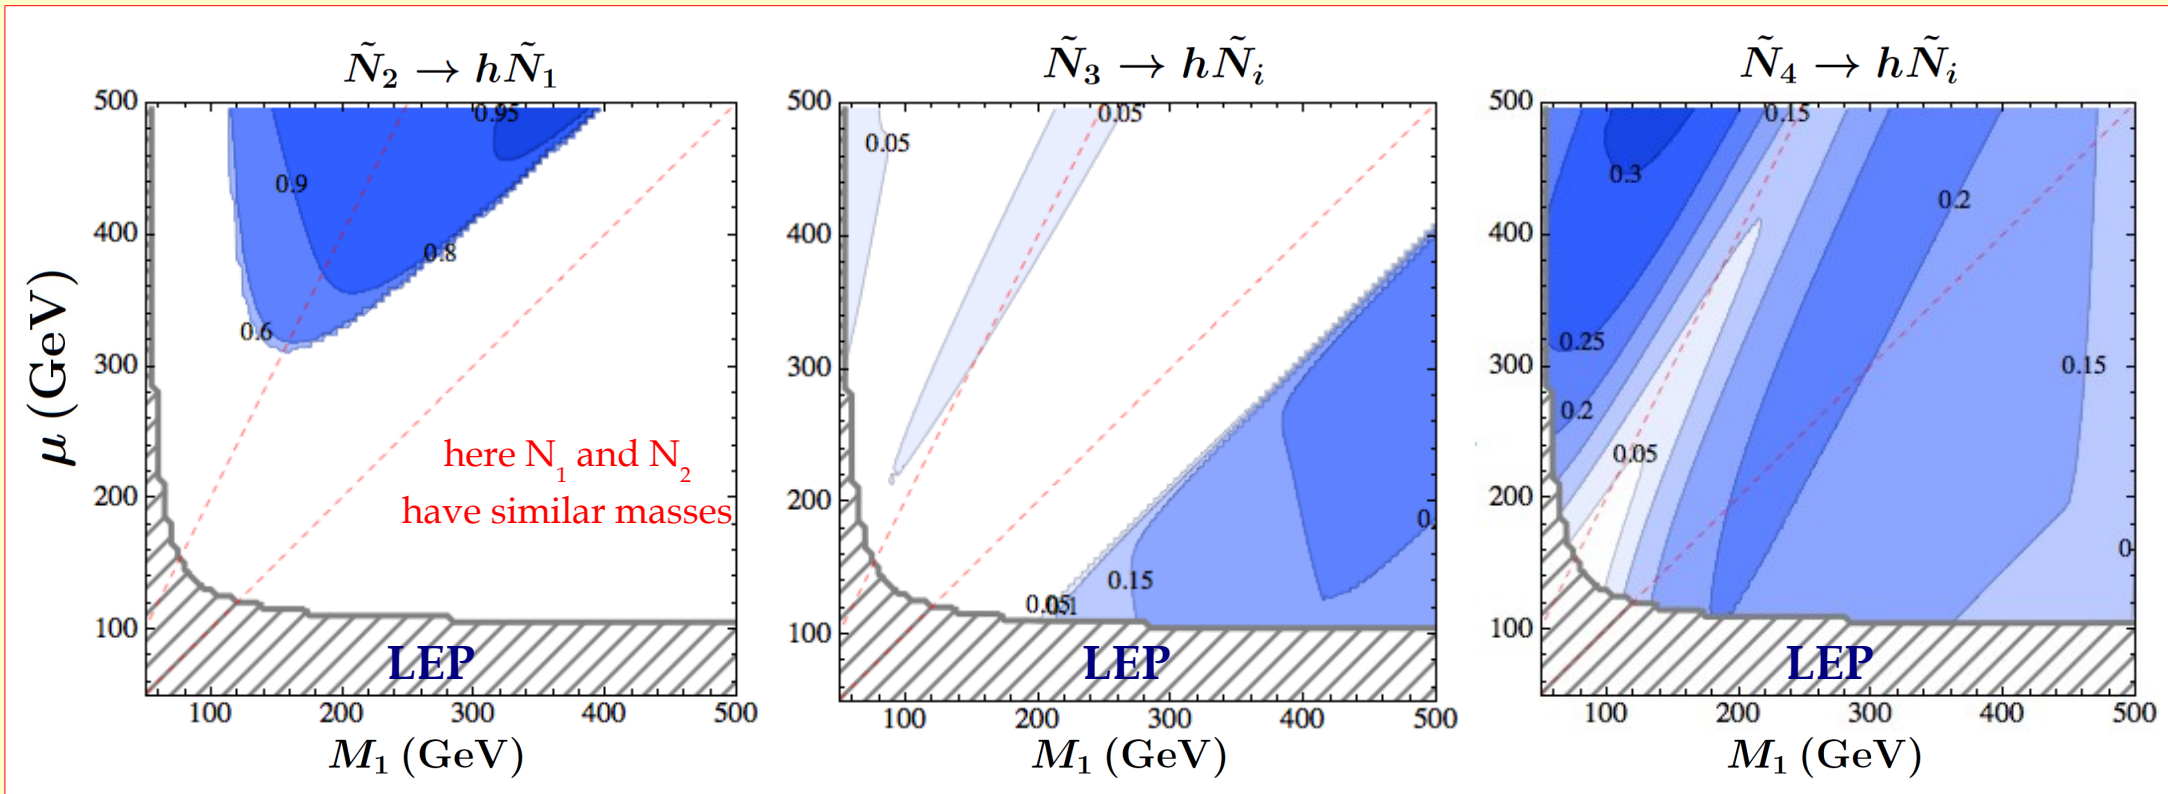 Ñ₂ → hÑ₁
500
400
300
200
100
100 200 300 400 500
μ (GeV)
M₁ (GeV)
0.95
0.9
0.8
0.6
here N₁ and N₂
have similar masses
LEP
Ñ₃ → hÑᵢ
500
400
300
200
100
100 200 300 400 500
M₁ (GeV)
0.05
0.05
0.15
0.05
LEP
Ñ₄ → hÑᵢ
500
400
300
200
100
100 200 300 400 500
M₁ (GeV)
0.15
0.3
0.2
0.25
0.15
0.2
0.05
LEP